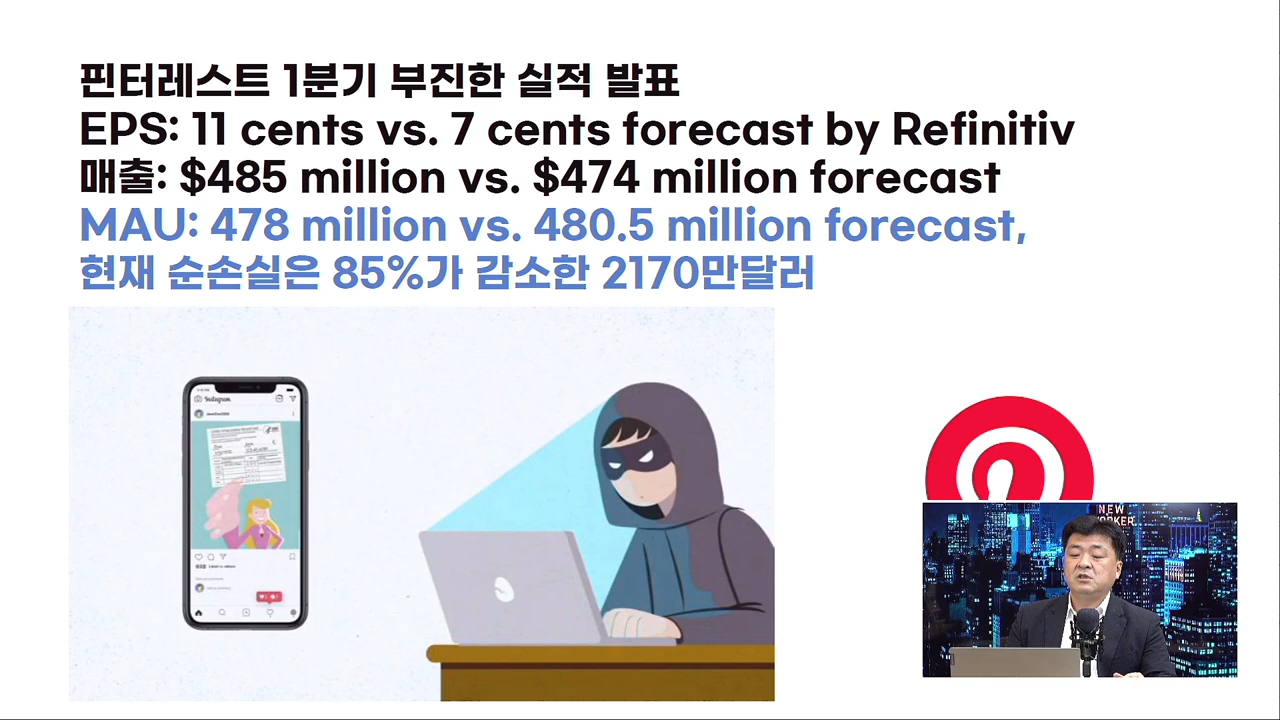 핀터레스트 1분기 부진한 실적 발표
EPS: 11 cents vs. 7 cents forecast by Refinitiv
매출: $485 million vs. $474 million forecast
MAU: 478 million vs. 480.5 million forecast,
현재 순손실은 85%가 감소한 2170만달러
Instagram
NEW